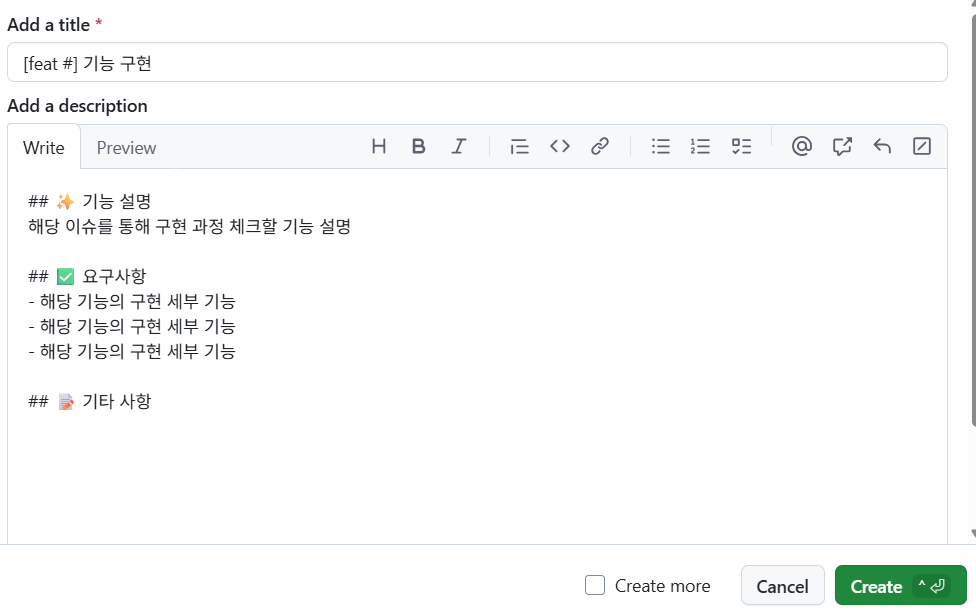 Add a title *
[feat #] 기능 구현
Add a description
Write Preview
## ✨ 기능 설명
해당 이슈를 통해 구현 과정 체크할 기능 설명
## ✅ 요구사항
- 해당 기능의 구현 세부 기능
- 해당 기능의 구현 세부 기능
- 해당 기능의 구현 세부 기능
## 📝 기타 사항
Create more Cancel Create ^ ⏎